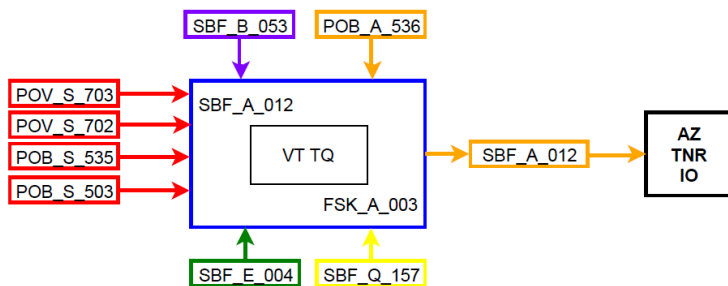 SBF_B_053
POB_A_536
POV_S_703
SBF_A_012
POV_S_702
POB_S_535
VT TQ
SBF_A_012
AZ
TNR
IO
POB_S_503
FSK_A_003
SBF_E_004
SBF_Q_157